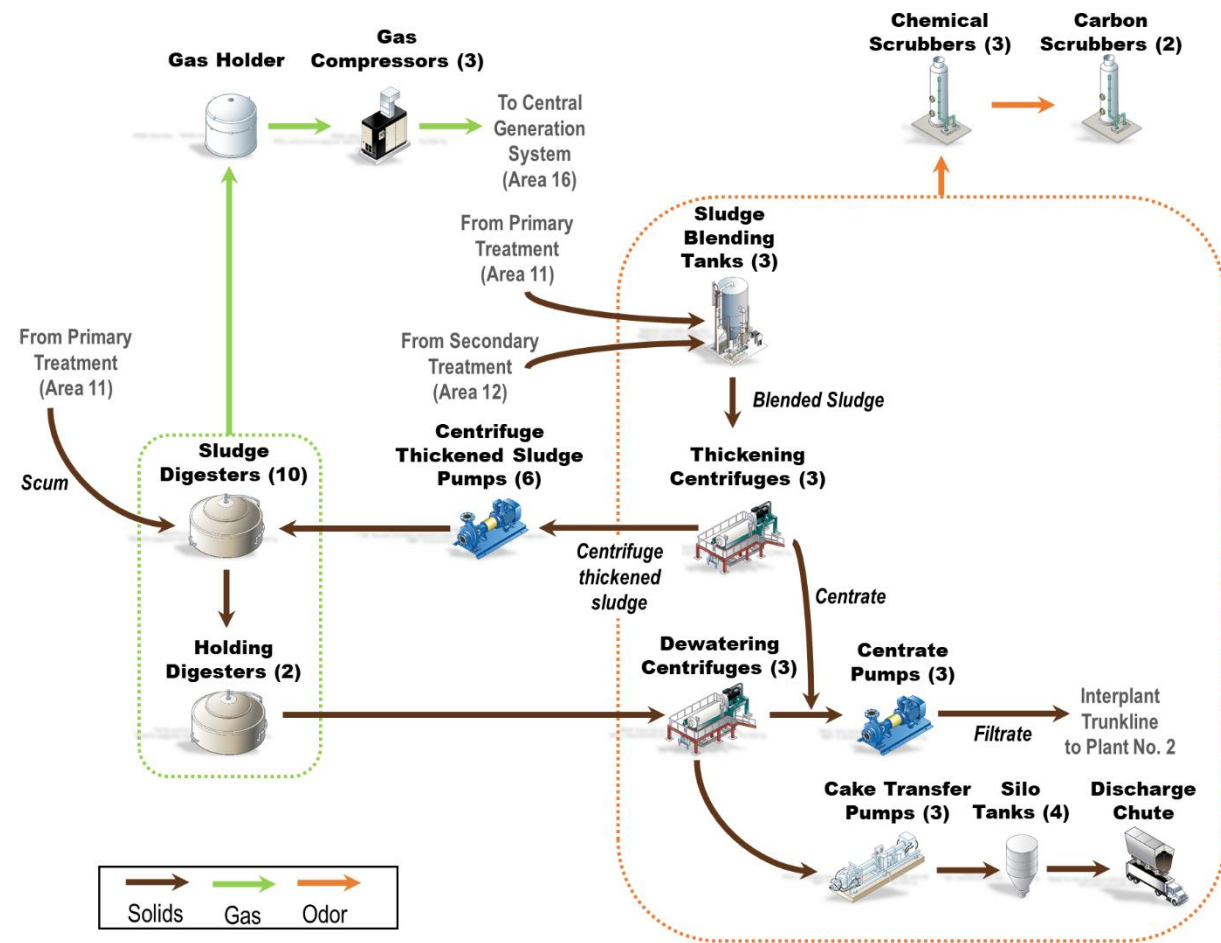 Gas Holder
Gas
Compressors (3)
To Central
Generation
System
(Area 16)
Chemical
Scrubbers (3)
Carbon
Scrubbers (2)
From Primary
Treatment
(Area 11)
Sludge
Blending
Tanks (3)
From Primary
Treatment
(Area 11)
From Secondary
Treatment
(Area 12)
Blended Sludge
Scum
Sludge
Digesters (10)
Centrifuge
Thickened Sludge
Pumps (6)
Thickening
Centrifuges (3)
Centrifuge
thickened
sludge
Centrate
Holding
Digesters (2)
Dewatering
Centrifuges (3)
Centrate
Pumps (3)
Filtrate
Interplant
Trunkline
to Plant No. 2
Cake Transfer
Pumps (3)
Silo
Tanks (4)
Discharge
Chute
Solids
Gas
Odor